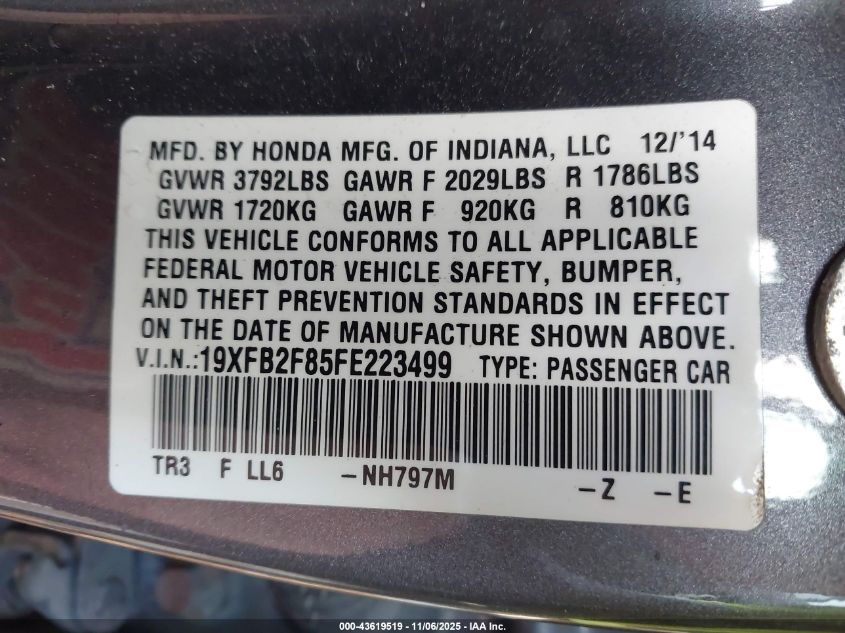 MFD. BY HONDA MFG. OF INDIANA, LLC 12/'14
GVWR 3792LBS GAWR F 2029LBS R 1786LBS
GVWR 1720KG GAWR F 920KG R 810KG
THIS VEHICLE CONFORMS TO ALL APPLICABLE
FEDERAL MOTOR VEHICLE SAFETY, BUMPER,
AND THEFT PREVENTION STANDARDS IN EFFECT
ON THE DATE OF MANUFACTURE SHOWN ABOVE.
V.I.N.:19XFB2F85FE223499 TYPE: PASSENGER CAR
TR3 F LL6 -NH797M -Z -E
000-43619519 - 11/06/2025 - IAA Inc.